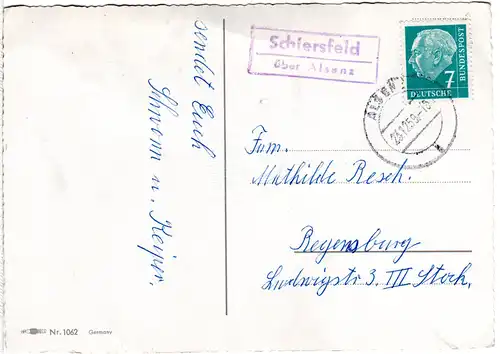 sendet Euch
Schiersfeld
über Alsenz
7
DEUTSCHE
BUNDESPOST
Fam.
Mathilde Resch.
Regensburg
Ludwigstr 3. III Stock.
Nr. 1062 Germany